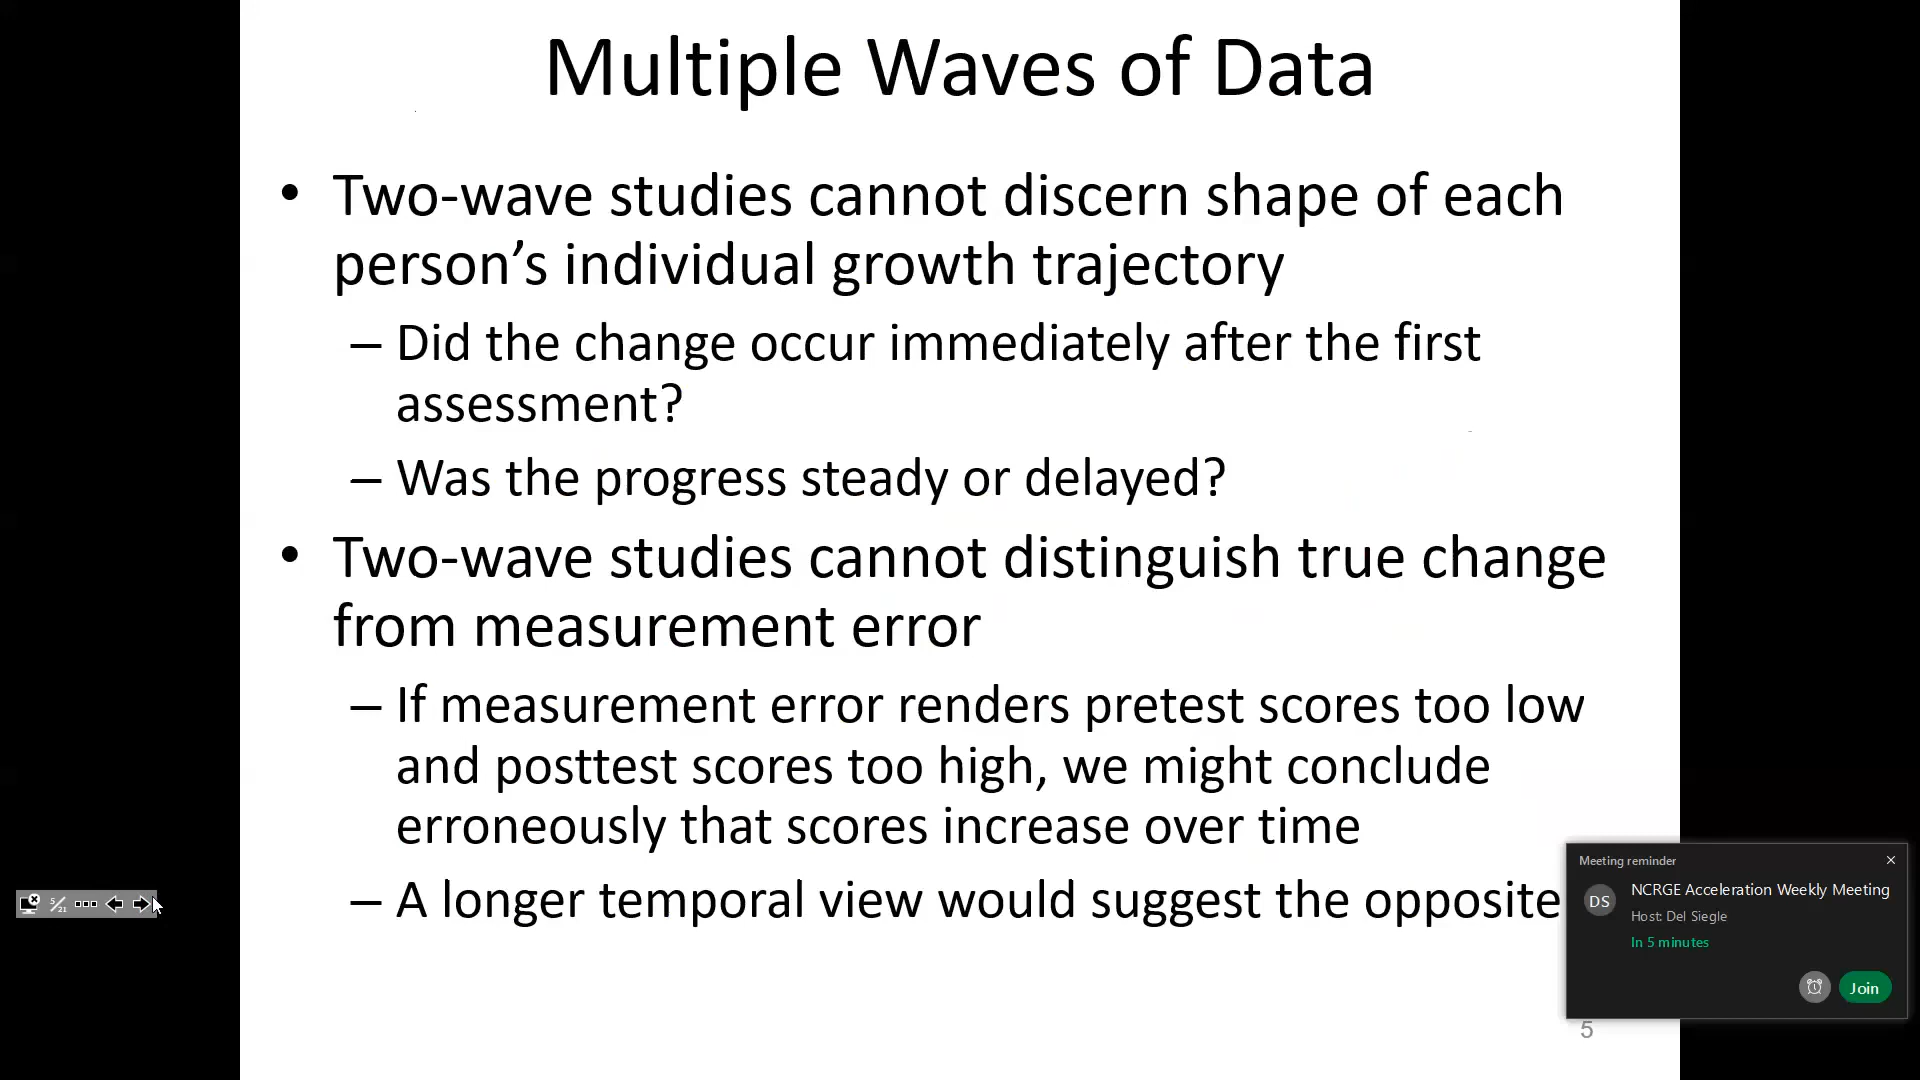 Multiple Waves of Data
• Two-wave studies cannot discern shape of each
person’s individual growth trajectory
– Did the change occur immediately after the first
assessment?
– Was the progress steady or delayed?
• Two-wave studies cannot distinguish true change
from measurement error
– If measurement error renders pretest scores too low
and posttest scores too high, we might conclude
erroneously that scores increase over time
– A longer temporal view would suggest the opposite
5
5/21
Meeting reminder
DS
NCRGE Acceleration Weekly Meeting
Host: Del Siegle
In 5 minutes
Join